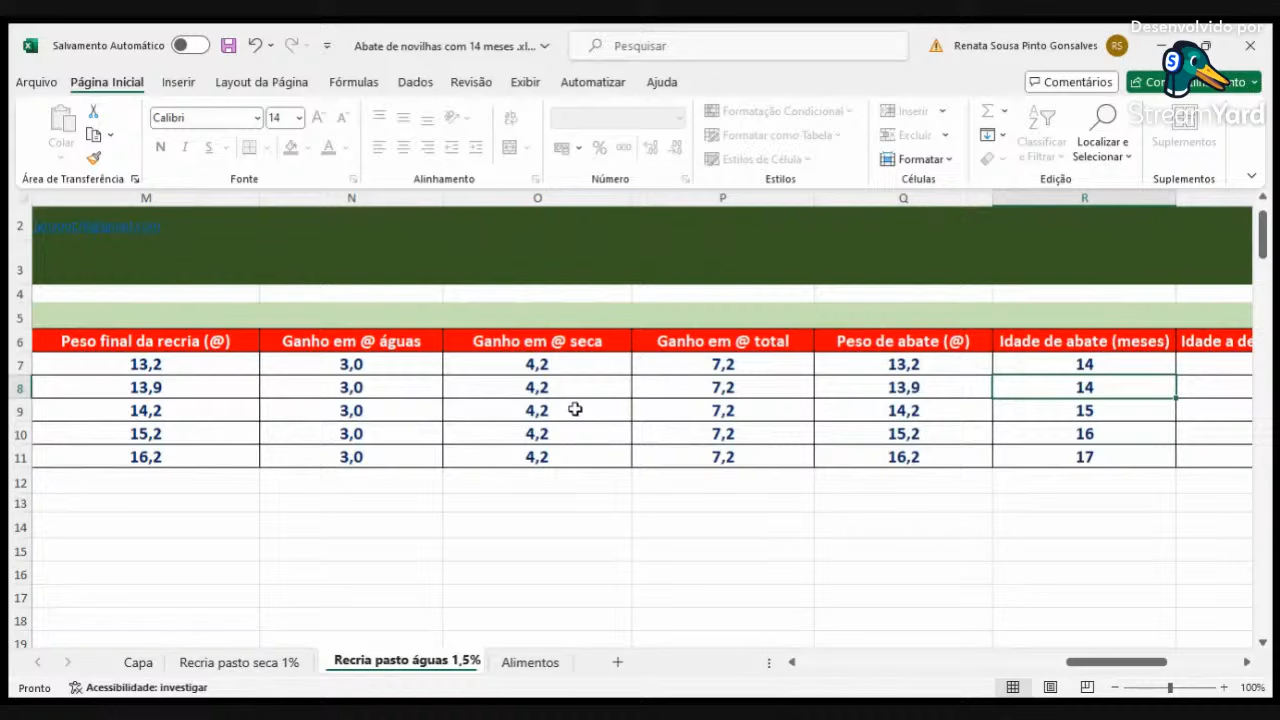 Desenvolvido por
StreamYard
Salvamento Automático
Abate de novilhas com 14 meses .xl...
Pesquisar
Renata Sousa Pinto Gonsalves
RS
Arquivo
Página Inicial
Inserir
Layout da Página
Fórmulas
Dados
Revisão
Exibir
Automatizar
Ajuda
Comentários
Colar
Calibri
14
N I S
Formatação Condicional
Formatar como Tabela
Estilos de Célula
Inserir
Excluir
Formatar
Classificar
e Filtrar
Localizar e
Selecionar
Suplementos
Área de Transferência
Fonte
Alinhamento
Número
Estilos
Células
Edição
Suplementos
M N O P Q R
2
3
4
5
6 Peso final da recria (@) Ganho em @ águas Ganho em @ seca Ganho em @ total Peso de abate (@) Idade de abate (meses) Idade a de
7 13,2 3,0 4,2 7,2 13,2 14
8 13,9 3,0 4,2 7,2 13,9 14
9 14,2 3,0 4,2 7,2 14,2 15
10 15,2 3,0 4,2 7,2 15,2 16
11 16,2 3,0 4,2 7,2 16,2 17
12
13
14
15
16
17
18
19
Capa
Recria pasto seca 1%
Recria pasto águas 1,5%
Alimentos
Pronto
Acessibilidade: investigar
100%